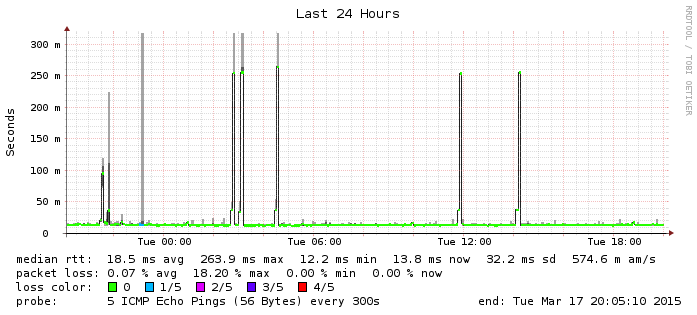 Last 24 Hours
RRDTOOL / TOBI OETIKER
Seconds
300 m
250 m
200 m
150 m
100 m
50 m
0
Tue 00:00 Tue 06:00 Tue 12:00 Tue 18:00
median rtt: 18.5 ms avg 263.9 ms max 12.2 ms min 13.8 ms now 32.2 ms sd 574.6 m am/s
packet loss: 0.07 % avg 18.20 % max 0.00 % min 0.00 % now
loss color: 0 1/5 2/5 3/5 4/5
probe: 5 ICMP Echo Pings (56 Bytes) every 300s end: Tue Mar 17 20:05:10 2015